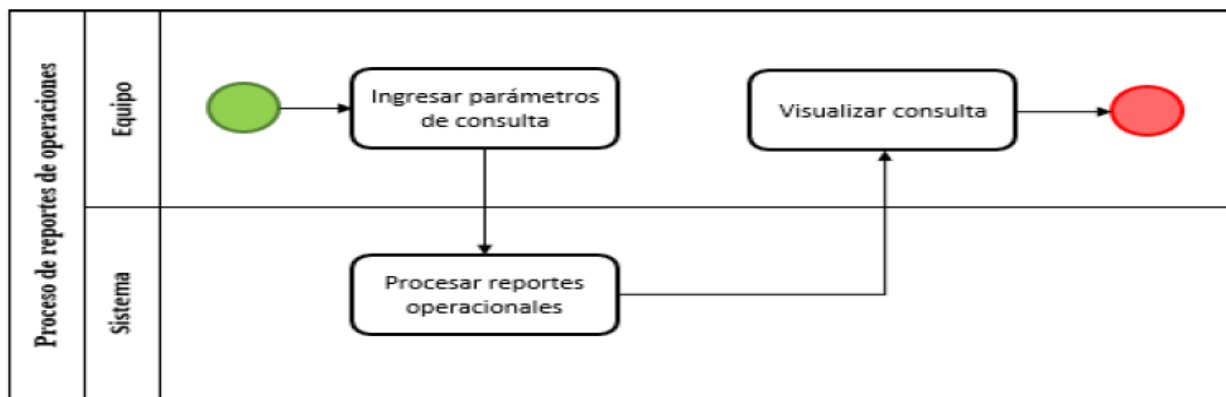 Proceso de reportes de operaciones
Equipo
Ingresar parámetros
de consulta
Visualizar consulta
Sistema
Procesar reportes
operacionales